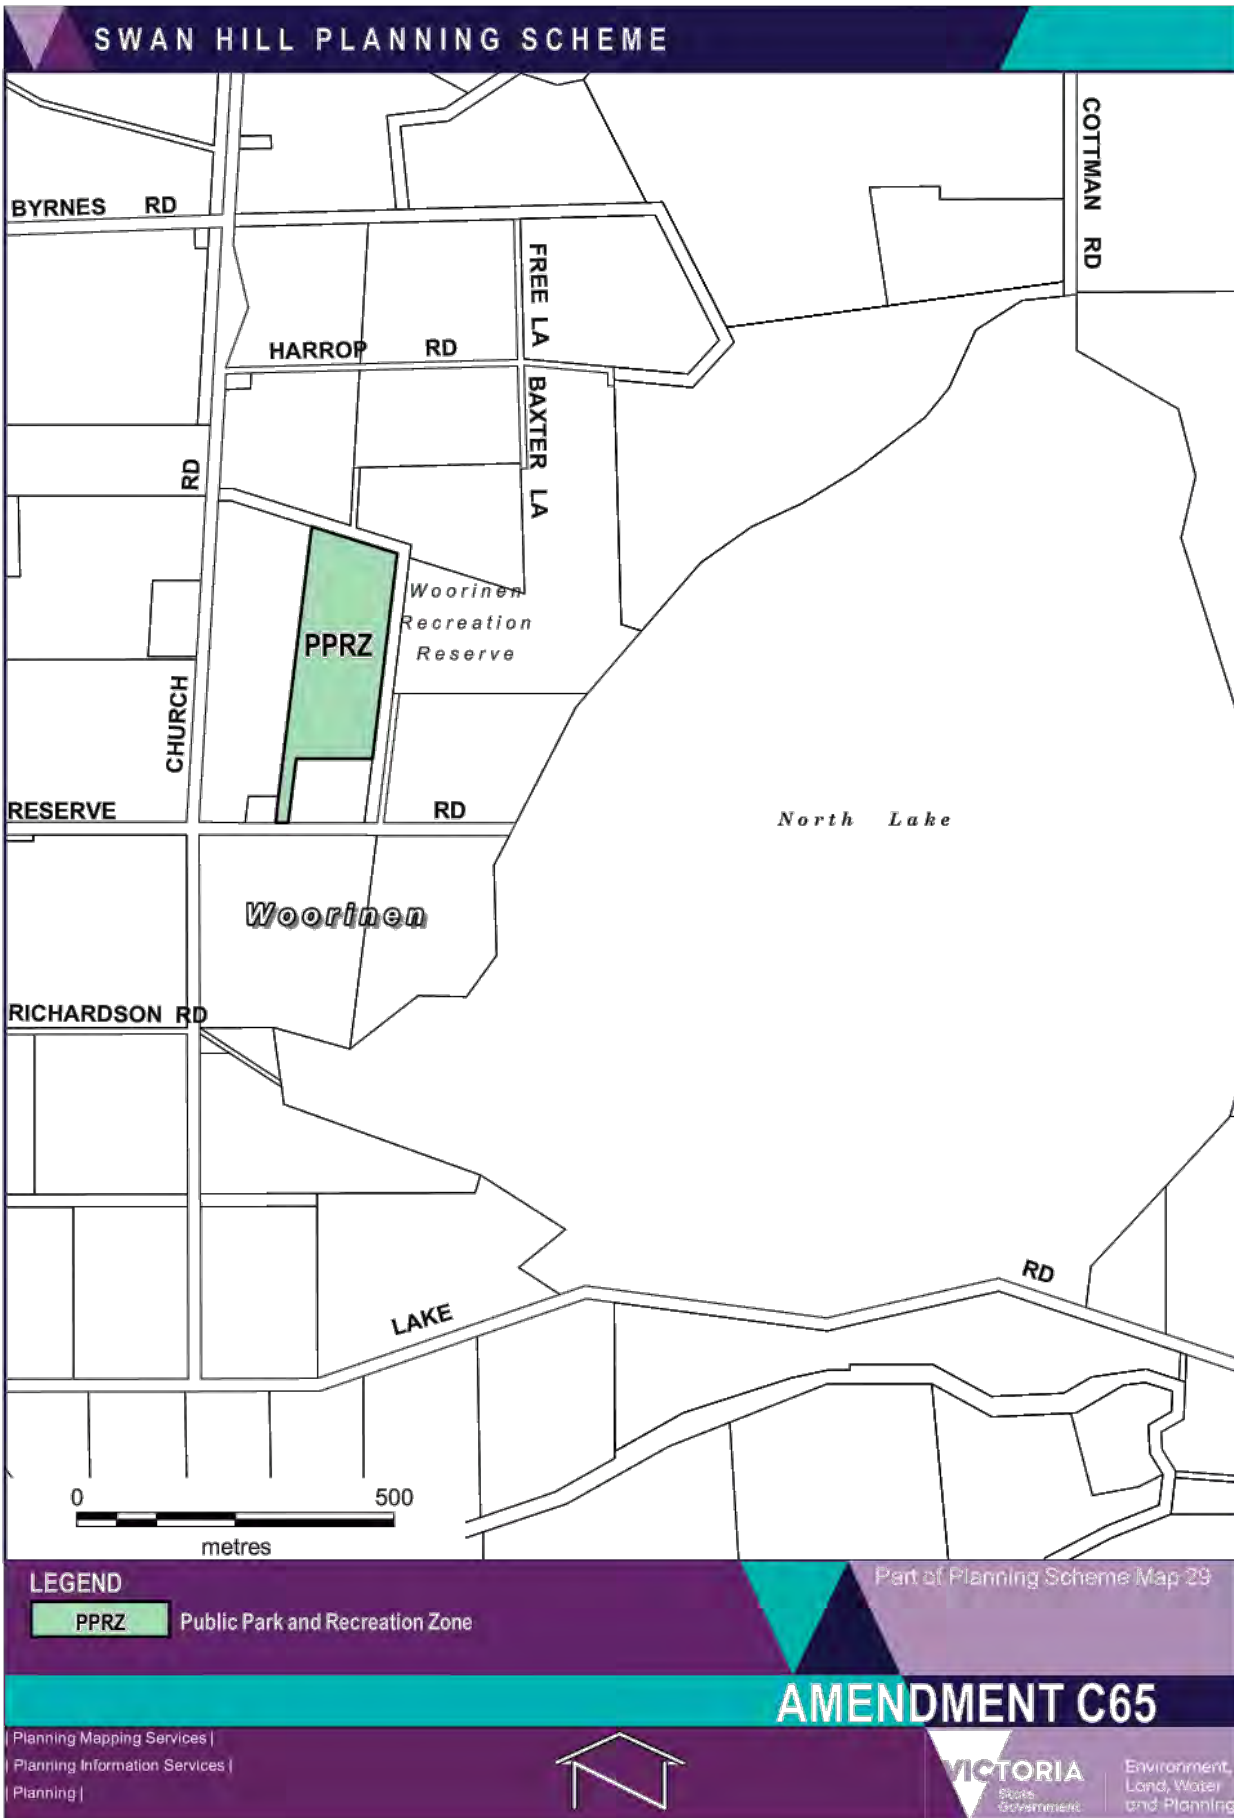 SWAN HILL PLANNING SCHEME
COTTMAN RD
BYRNES RD
FREE LA
HARROP RD
BAXTER LA
CHURCH RD
Woorinen
Recreation
Reserve
PPRZ
RESERVE RD
North Lake
Woorinen
RICHARDSON RD
LAKE RD
0 500
metres
LEGEND
PPRZ Public Park and Recreation Zone
Part of Planning Scheme Map 29
AMENDMENT C65
| Planning Mapping Services |
| Planning Information Services |
| Planning |
VICTORIA
State
Government
Environment,
Land, Water
and Planning